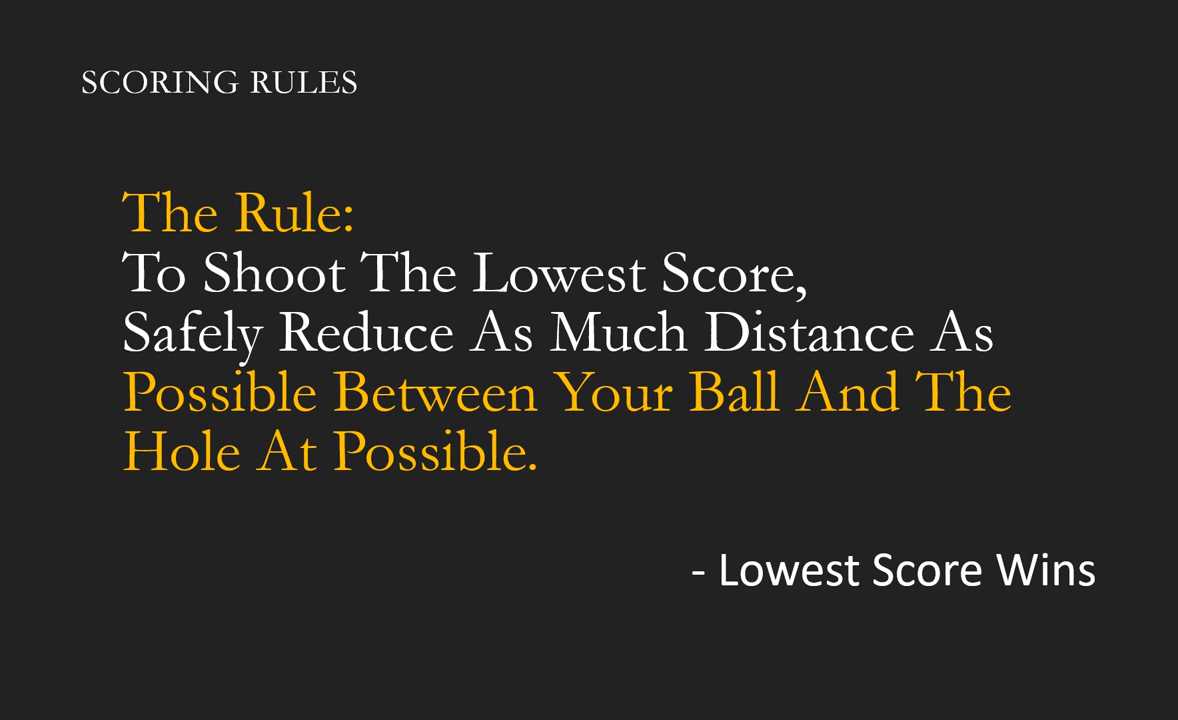 SCORING RULES
The Rule:
To Shoot The Lowest Score,
Safely Reduce As Much Distance As
Possible Between Your Ball And The
Hole At Possible.
- Lowest Score Wins